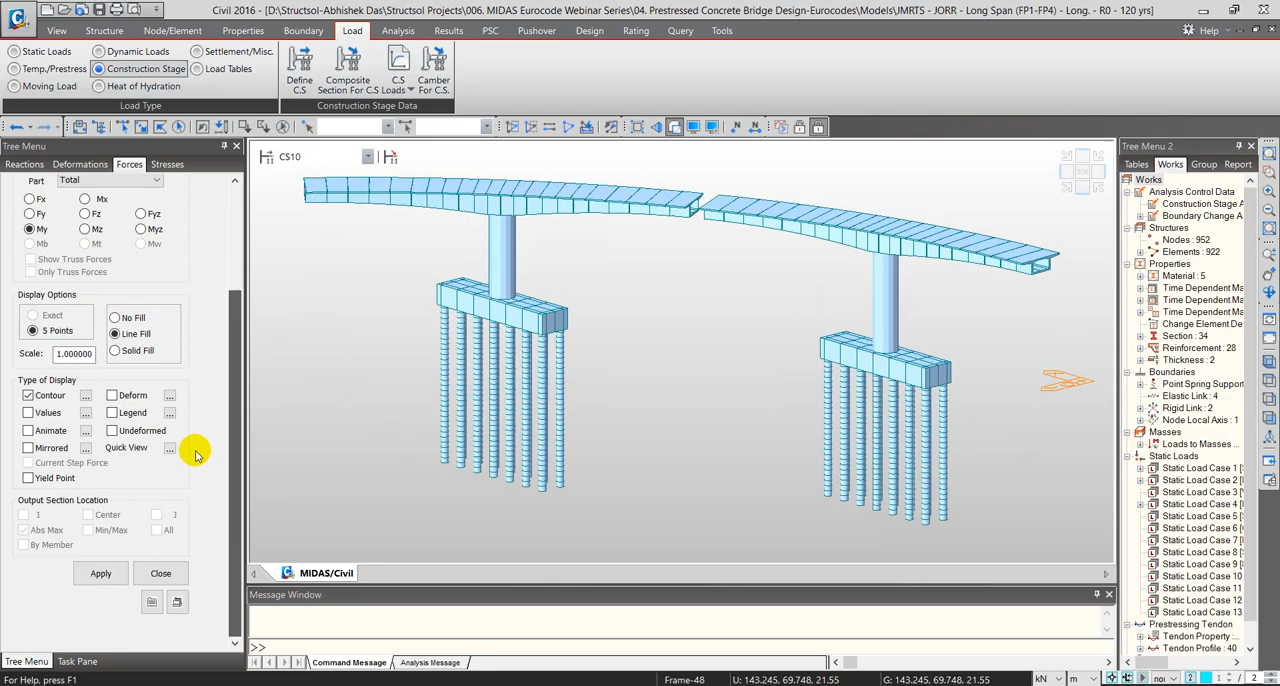 Civil 2016 - [D:\Structsol-Abhishek Das\Structsol Projects\006. MIDAS Eurocode Webinar Series\04. Prestressed Concrete Bridge Design-Eurocodes\Models\JMRTS - JORR - Long Span (FP1-FP4) - Long. - R0 - 120 yrs]
View Structure Node/Element Properties Boundary Load Analysis Results PSC Pushover Design Rating Query Tools Help
Static Loads Dynamic Loads Settlement/Misc.
Temp./Prestress Construction Stage Load Tables
Moving Load Heat of Hydration
Load Type
Define C.S
Composite Section For C.S
C.S Loads
Camber For C.S.
Construction Stage Data
Tree Menu
Reactions Deformations Forces Stresses
Part Total
Fx Mx
Fy Fz Fyz
My Mz Myz
Mb Mt Mw
Show Truss Forces
Only Truss Forces
Display Options
Exact
5 Points
No Fill
Line Fill
Solid Fill
Scale: 1.000000
Type of Display
Contour ... Deform ...
Values ... Legend ...
Animate ... Undeformed
Mirrored ... Quick View ...
Current Step Force
Yield Point
Output Section Location
I Center J
Abs Max Min/Max All
By Member
Apply Close
Tree Menu Task Pane
For Help, press F1
CS10
MIDAS/Civil
Message Window
>>
Command Message Analysis Message
Frame-48 U: 143.245, 69.748, 21.55 G: 143.245, 69.748, 21.55 kN m nor 1 / 2
Tree Menu 2
Tables Works Group Report
Works
Analysis Control Data
Construction Stage A
Boundary Change A
Structures
Nodes : 952
Elements : 922
Properties
Material : 5
Time Dependent Ma
Time Dependent Ma
Time Dependent Ma
Change Element De
Section : 34
Reinforcement : 28
Thickness : 2
Boundaries
Point Spring Support
Elastic Link : 4
Rigid Link : 2
Node Local Axis : 1
Masses
Loads to Masses ...
Static Loads
Static Load Case 1 [
Static Load Case 2 [
Static Load Case 3 [
Static Load Case 4 [
Static Load Case 5 [
Static Load Case 6 [
Static Load Case 7 [
Static Load Case 8 [
Static Load Case 9 [
Static Load Case 10
Static Load Case 11
Static Load Case 12
Static Load Case 13
Prestressing Tendon
Tendon Property :
Tendon Profile : 40